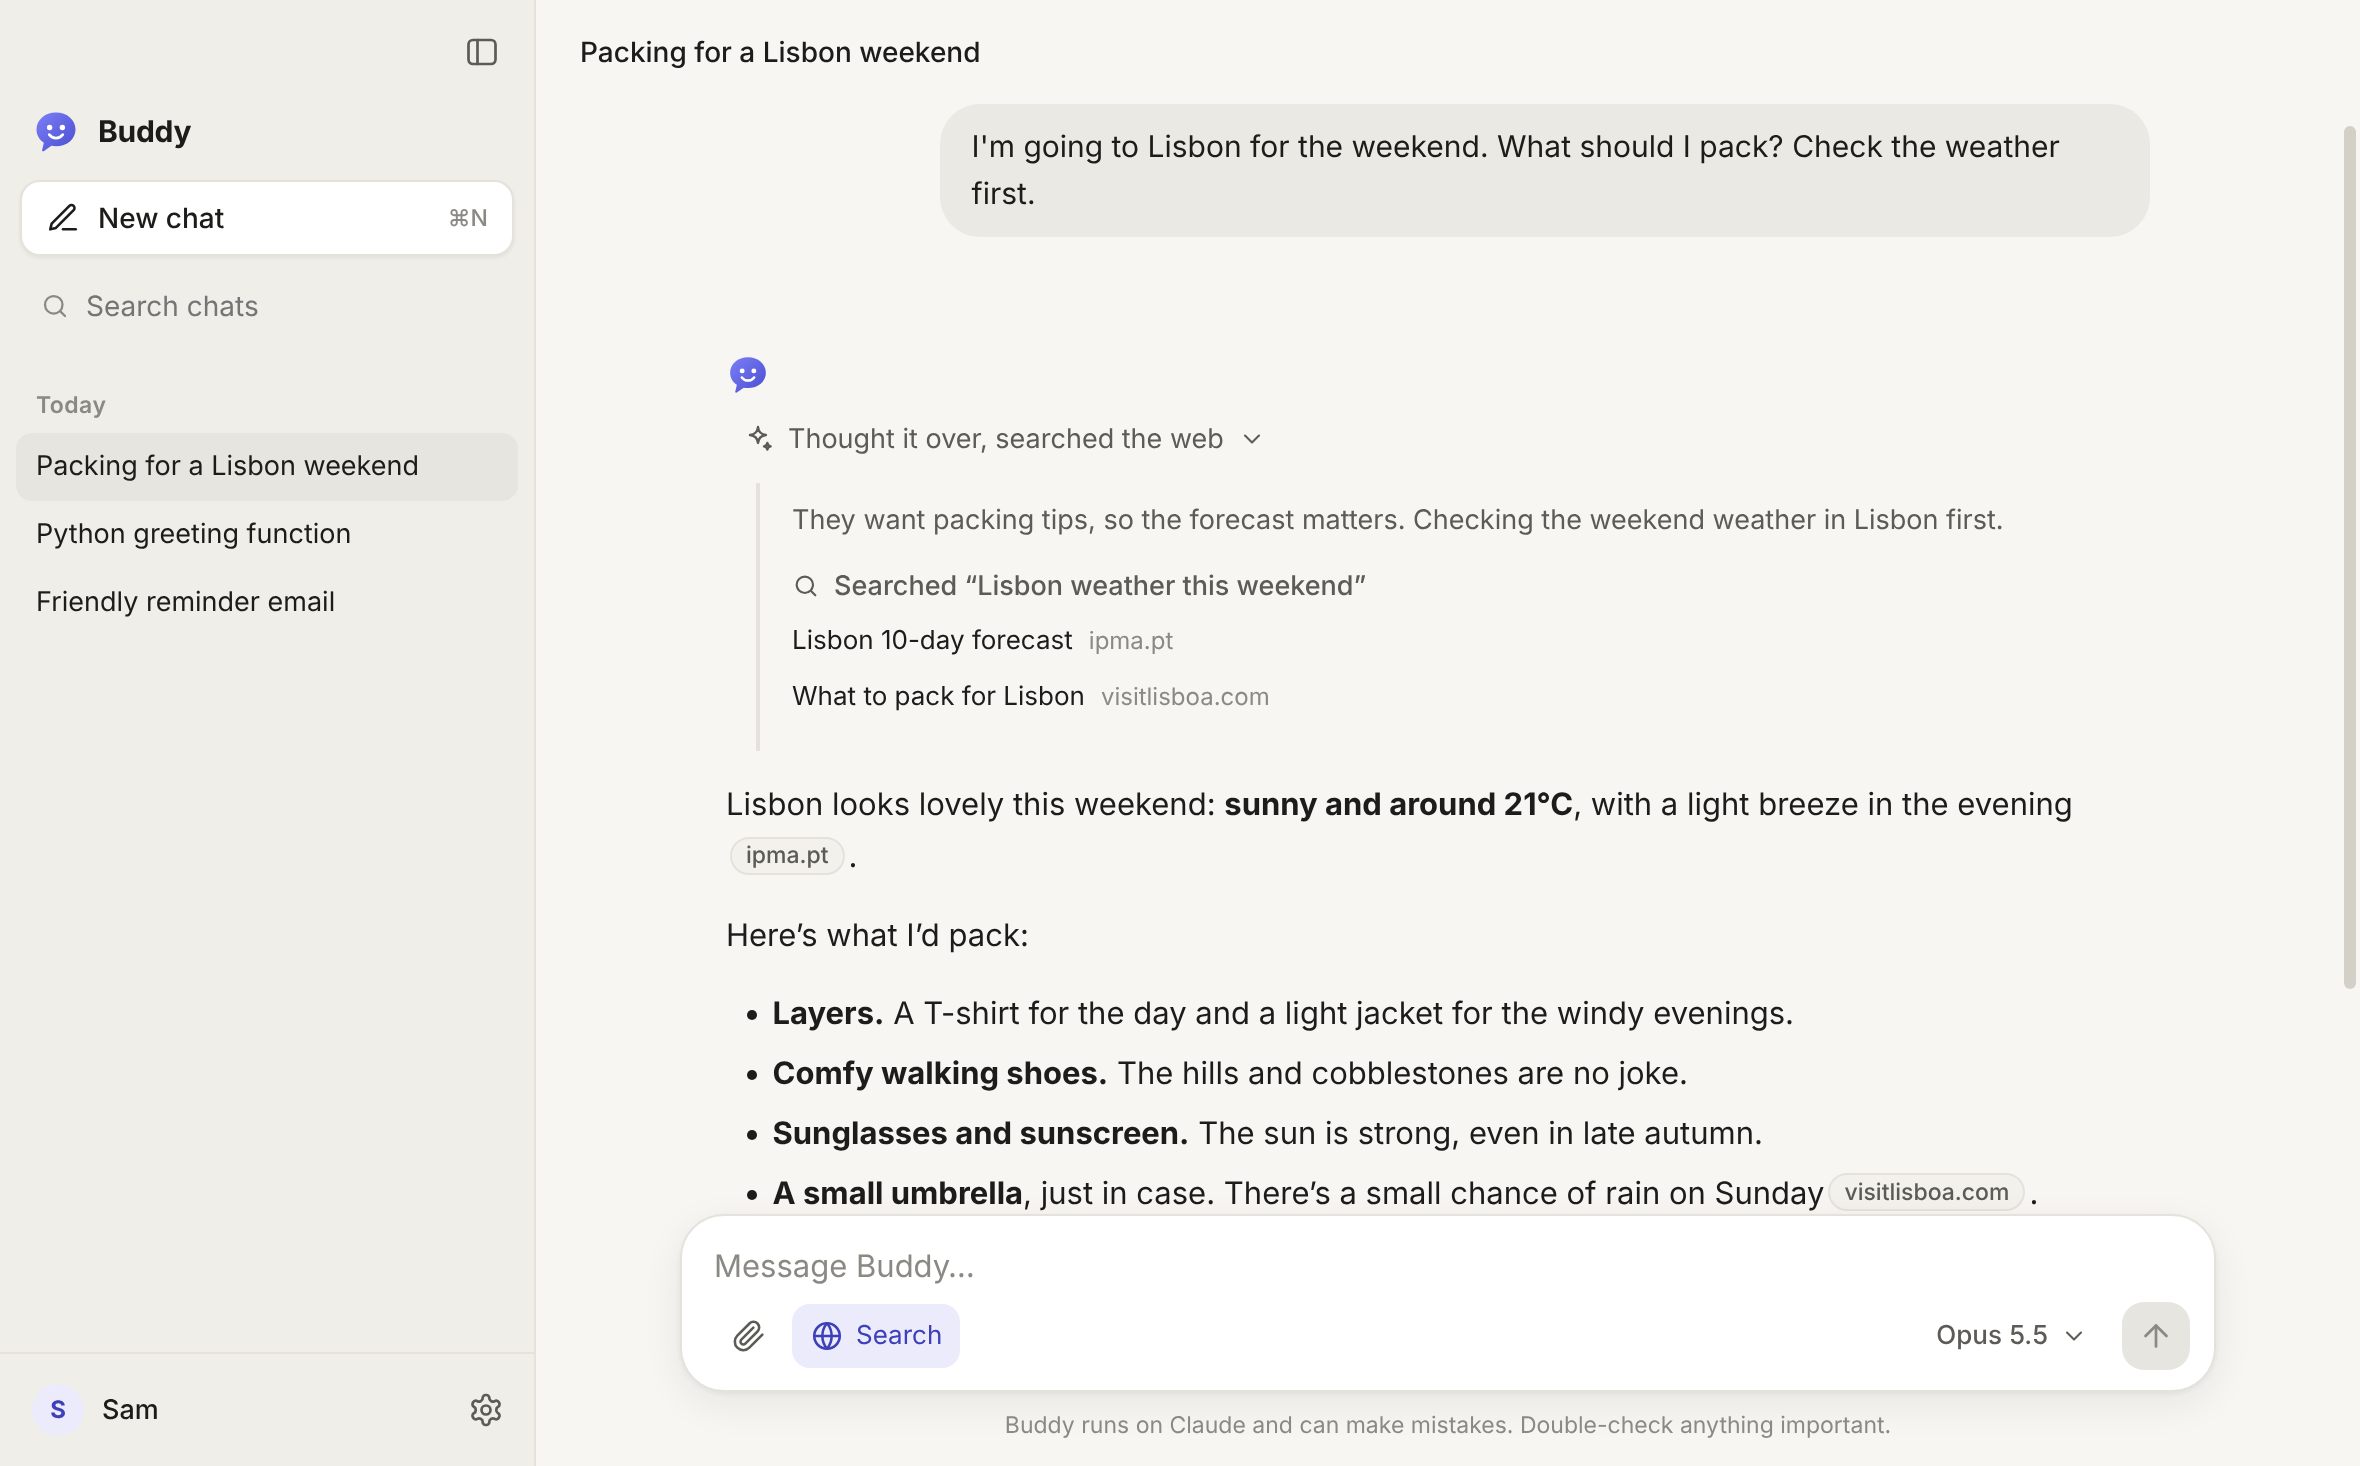 Packing for a Lisbon weekend
Buddy
New chat ⌘N
Search chats
Today
Packing for a Lisbon weekend
Python greeting function
Friendly reminder email
S Sam
I'm going to Lisbon for the weekend. What should I pack? Check the weather
first.
Thought it over, searched the web
They want packing tips, so the forecast matters. Checking the weekend weather in Lisbon first.
Searched “Lisbon weather this weekend”
Lisbon 10-day forecast ipma.pt
What to pack for Lisbon visitlisboa.com
Lisbon looks lovely this weekend: sunny and around 21°C, with a light breeze in the evening
ipma.pt .
Here’s what I’d pack:
• Layers. A T-shirt for the day and a light jacket for the windy evenings.
• Comfy walking shoes. The hills and cobblestones are no joke.
• Sunglasses and sunscreen. The sun is strong, even in late autumn.
• A small umbrella, just in case. There’s a small chance of rain on Sunday visitlisboa.com .
Message Buddy...
Search Opus 5.5
Buddy runs on Claude and can make mistakes. Double-check anything important.